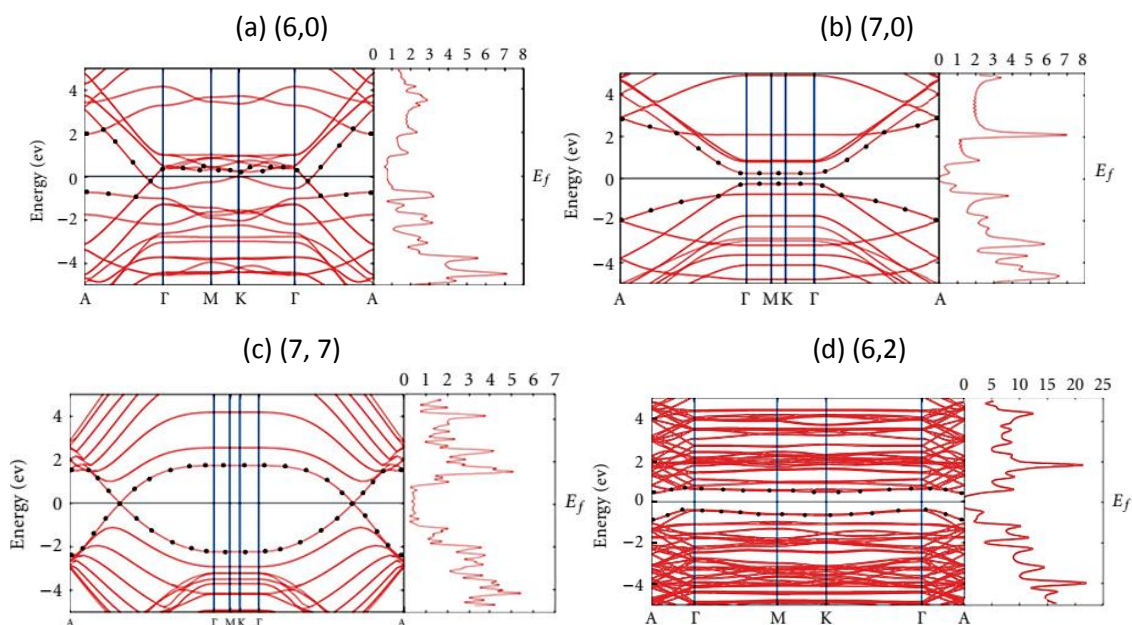 (a) (6,0)
0 1 2 3 4 5 6 7 8
4
2
0
−2
−4
Energy (ev)
E_f
A Γ M K Γ A
(b) (7,0)
0 1 2 3 4 5 6 7 8
4
2
0
−2
−4
Energy (ev)
E_f
A Γ M K Γ A
(c) (7, 7)
0 1 2 3 4 5 6 7
4
2
0
−2
−4
Energy (ev)
E_f
A Γ M K Γ A
(d) (6,2)
0 5 10 15 20 25
4
2
0
−2
−4
Energy (ev)
E_f
A Γ M K Γ A